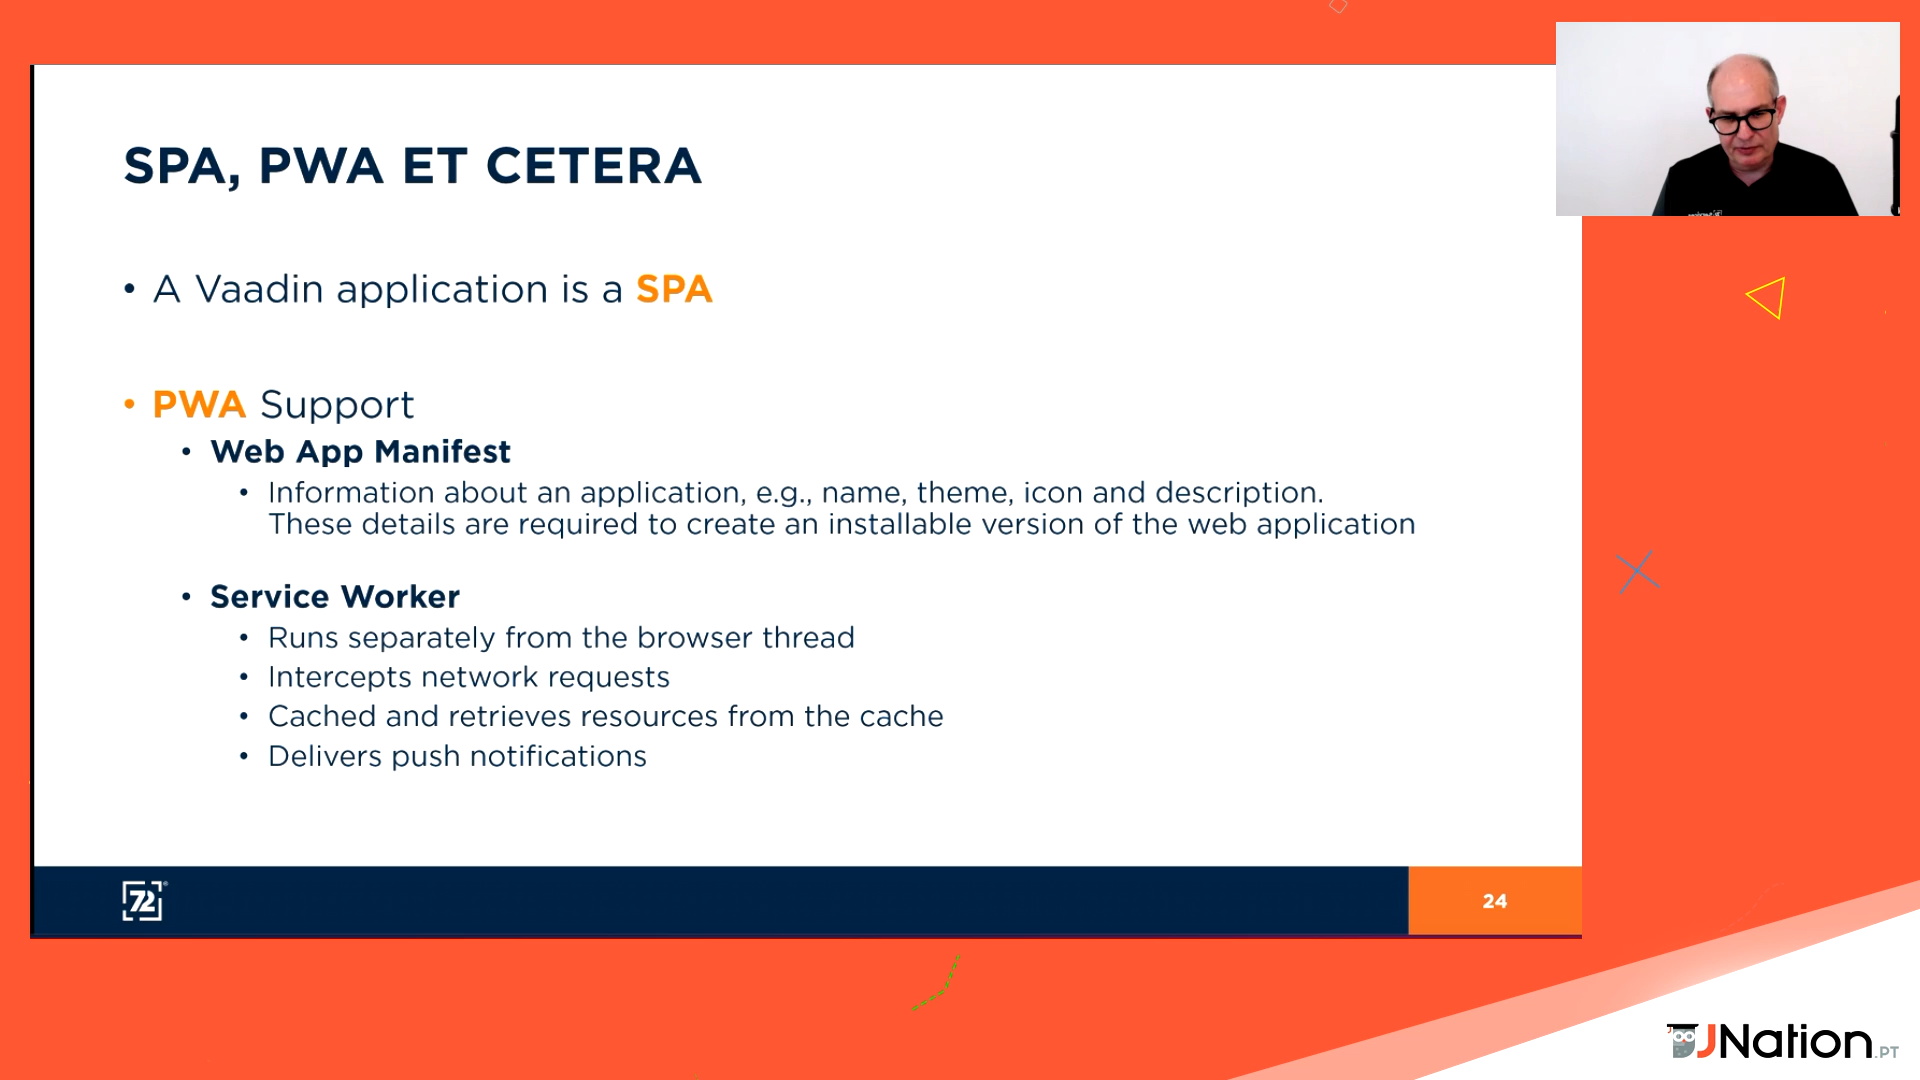 SPA, PWA ET CETERA
• A Vaadin application is a SPA
• PWA Support
• Web App Manifest
• Information about an application, e.g., name, theme, icon and description.
These details are required to create an installable version of the web application
• Service Worker
• Runs separately from the browser thread
• Intercepts network requests
• Cached and retrieves resources from the cache
• Delivers push notifications
72
24
JNation.PT